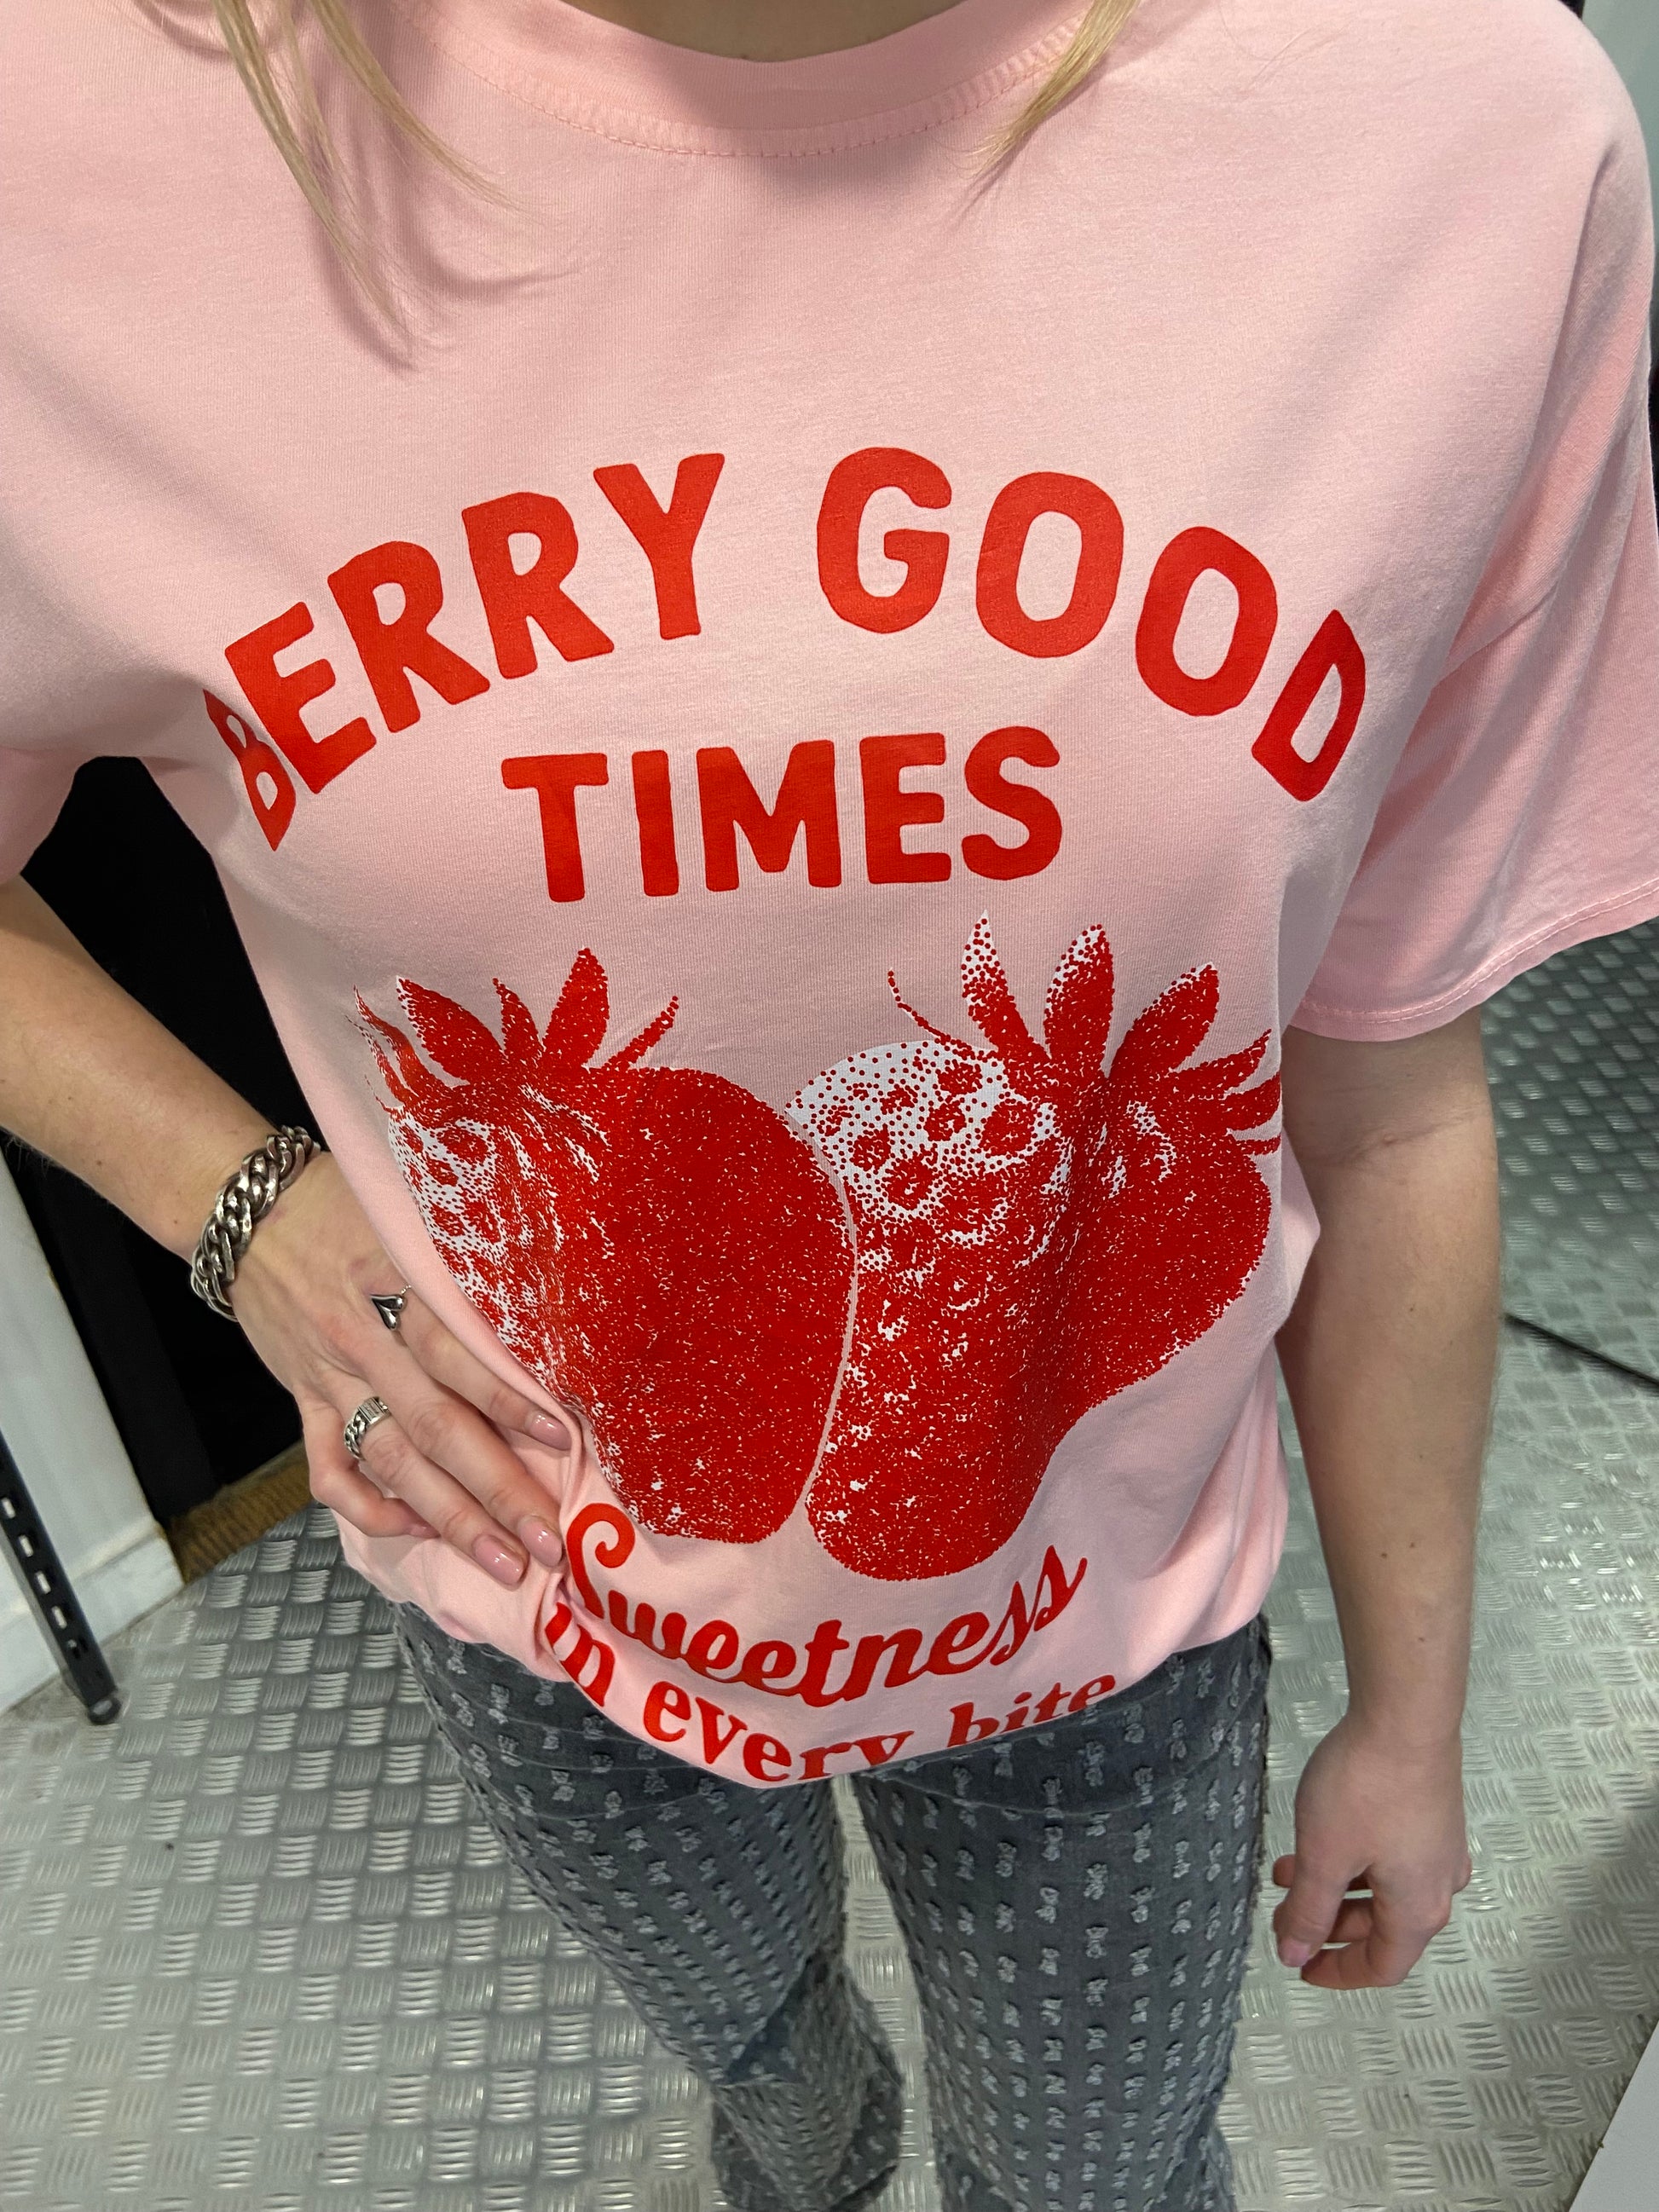 BERRY GOOD
TIMES
Sweetness
in every bite